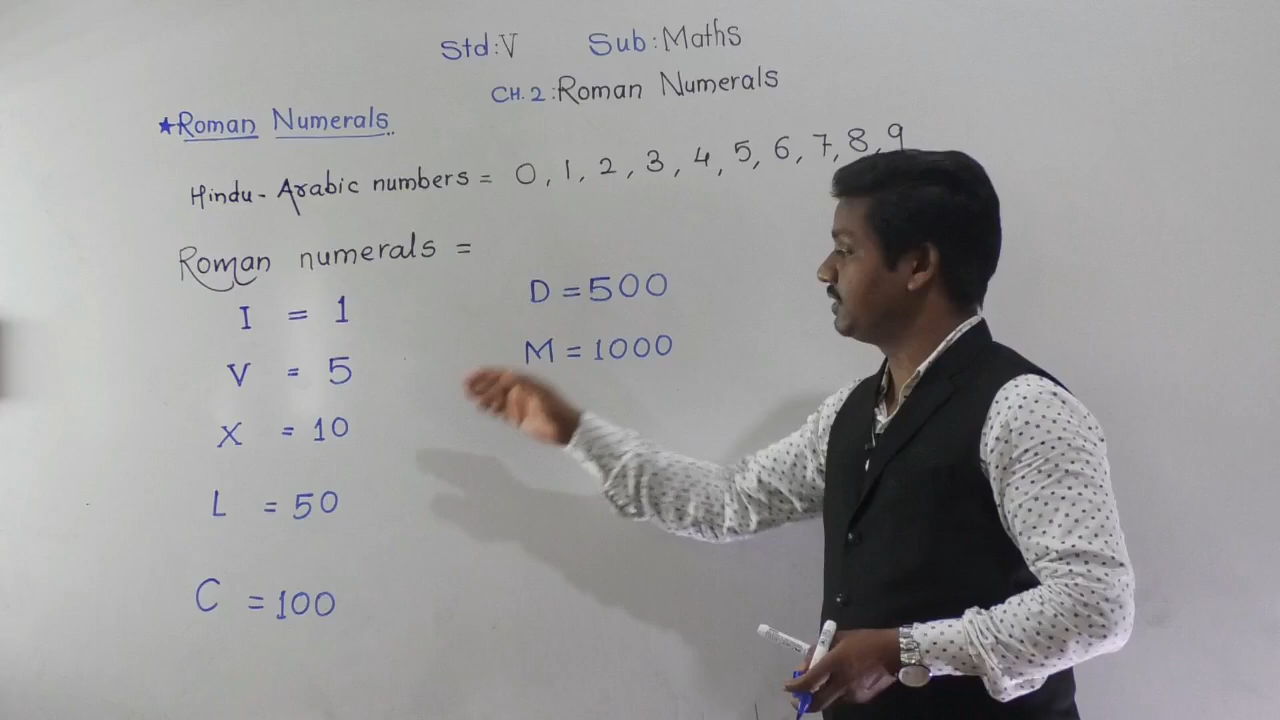 Std:V Sub:Maths
CH.2:Roman Numerals
★Roman Numerals..
Hindu-Arabic numbers = 0, 1, 2, 3, 4, 5, 6, 7, 8, 9
Roman numerals =
I = 1
V = 5
X = 10
L = 50
C = 100
D = 500
M = 1000